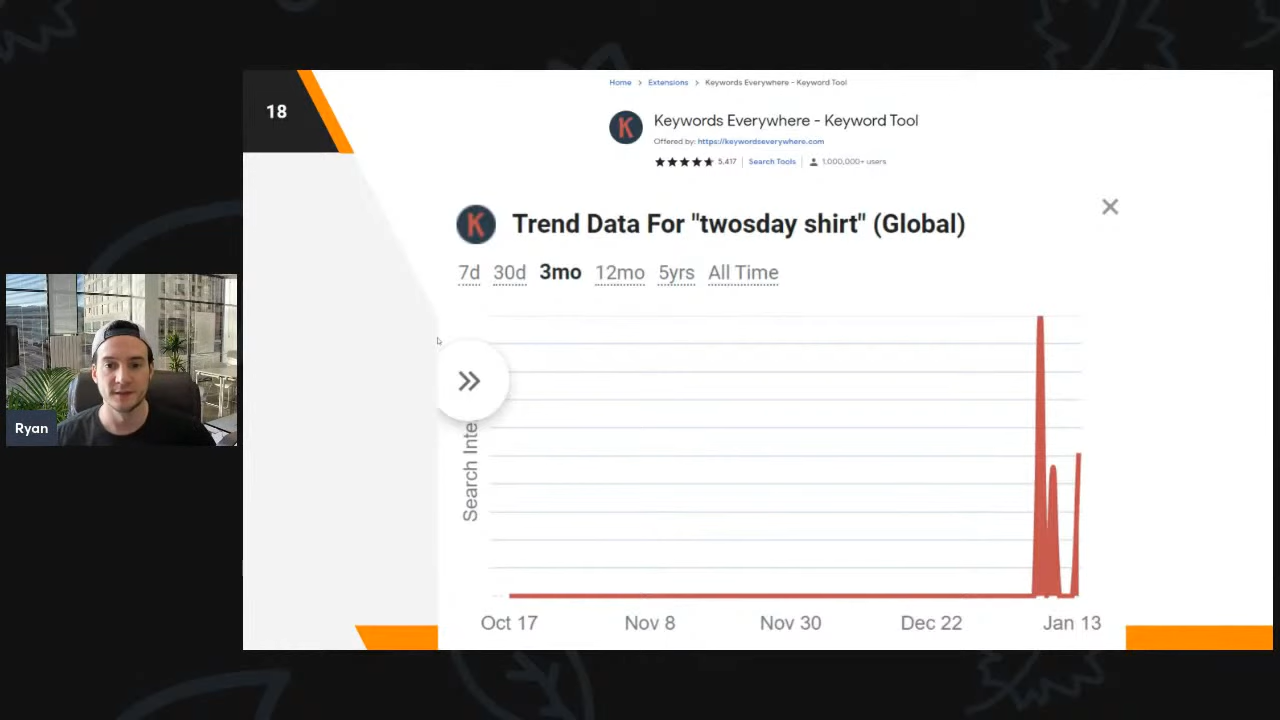 18
Home > Extensions > Keywords Everywhere - Keyword Tool
K
Keywords Everywhere - Keyword Tool
Offered by: https://keywordseverywhere.com
5,417 | Search Tools | 1,000,000+ users
K
Trend Data For "twosday shirt" (Global)
7d 30d 3mo 12mo 5yrs All Time
Search Inte
Oct 17 Nov 8 Nov 30 Dec 22 Jan 13
Ryan